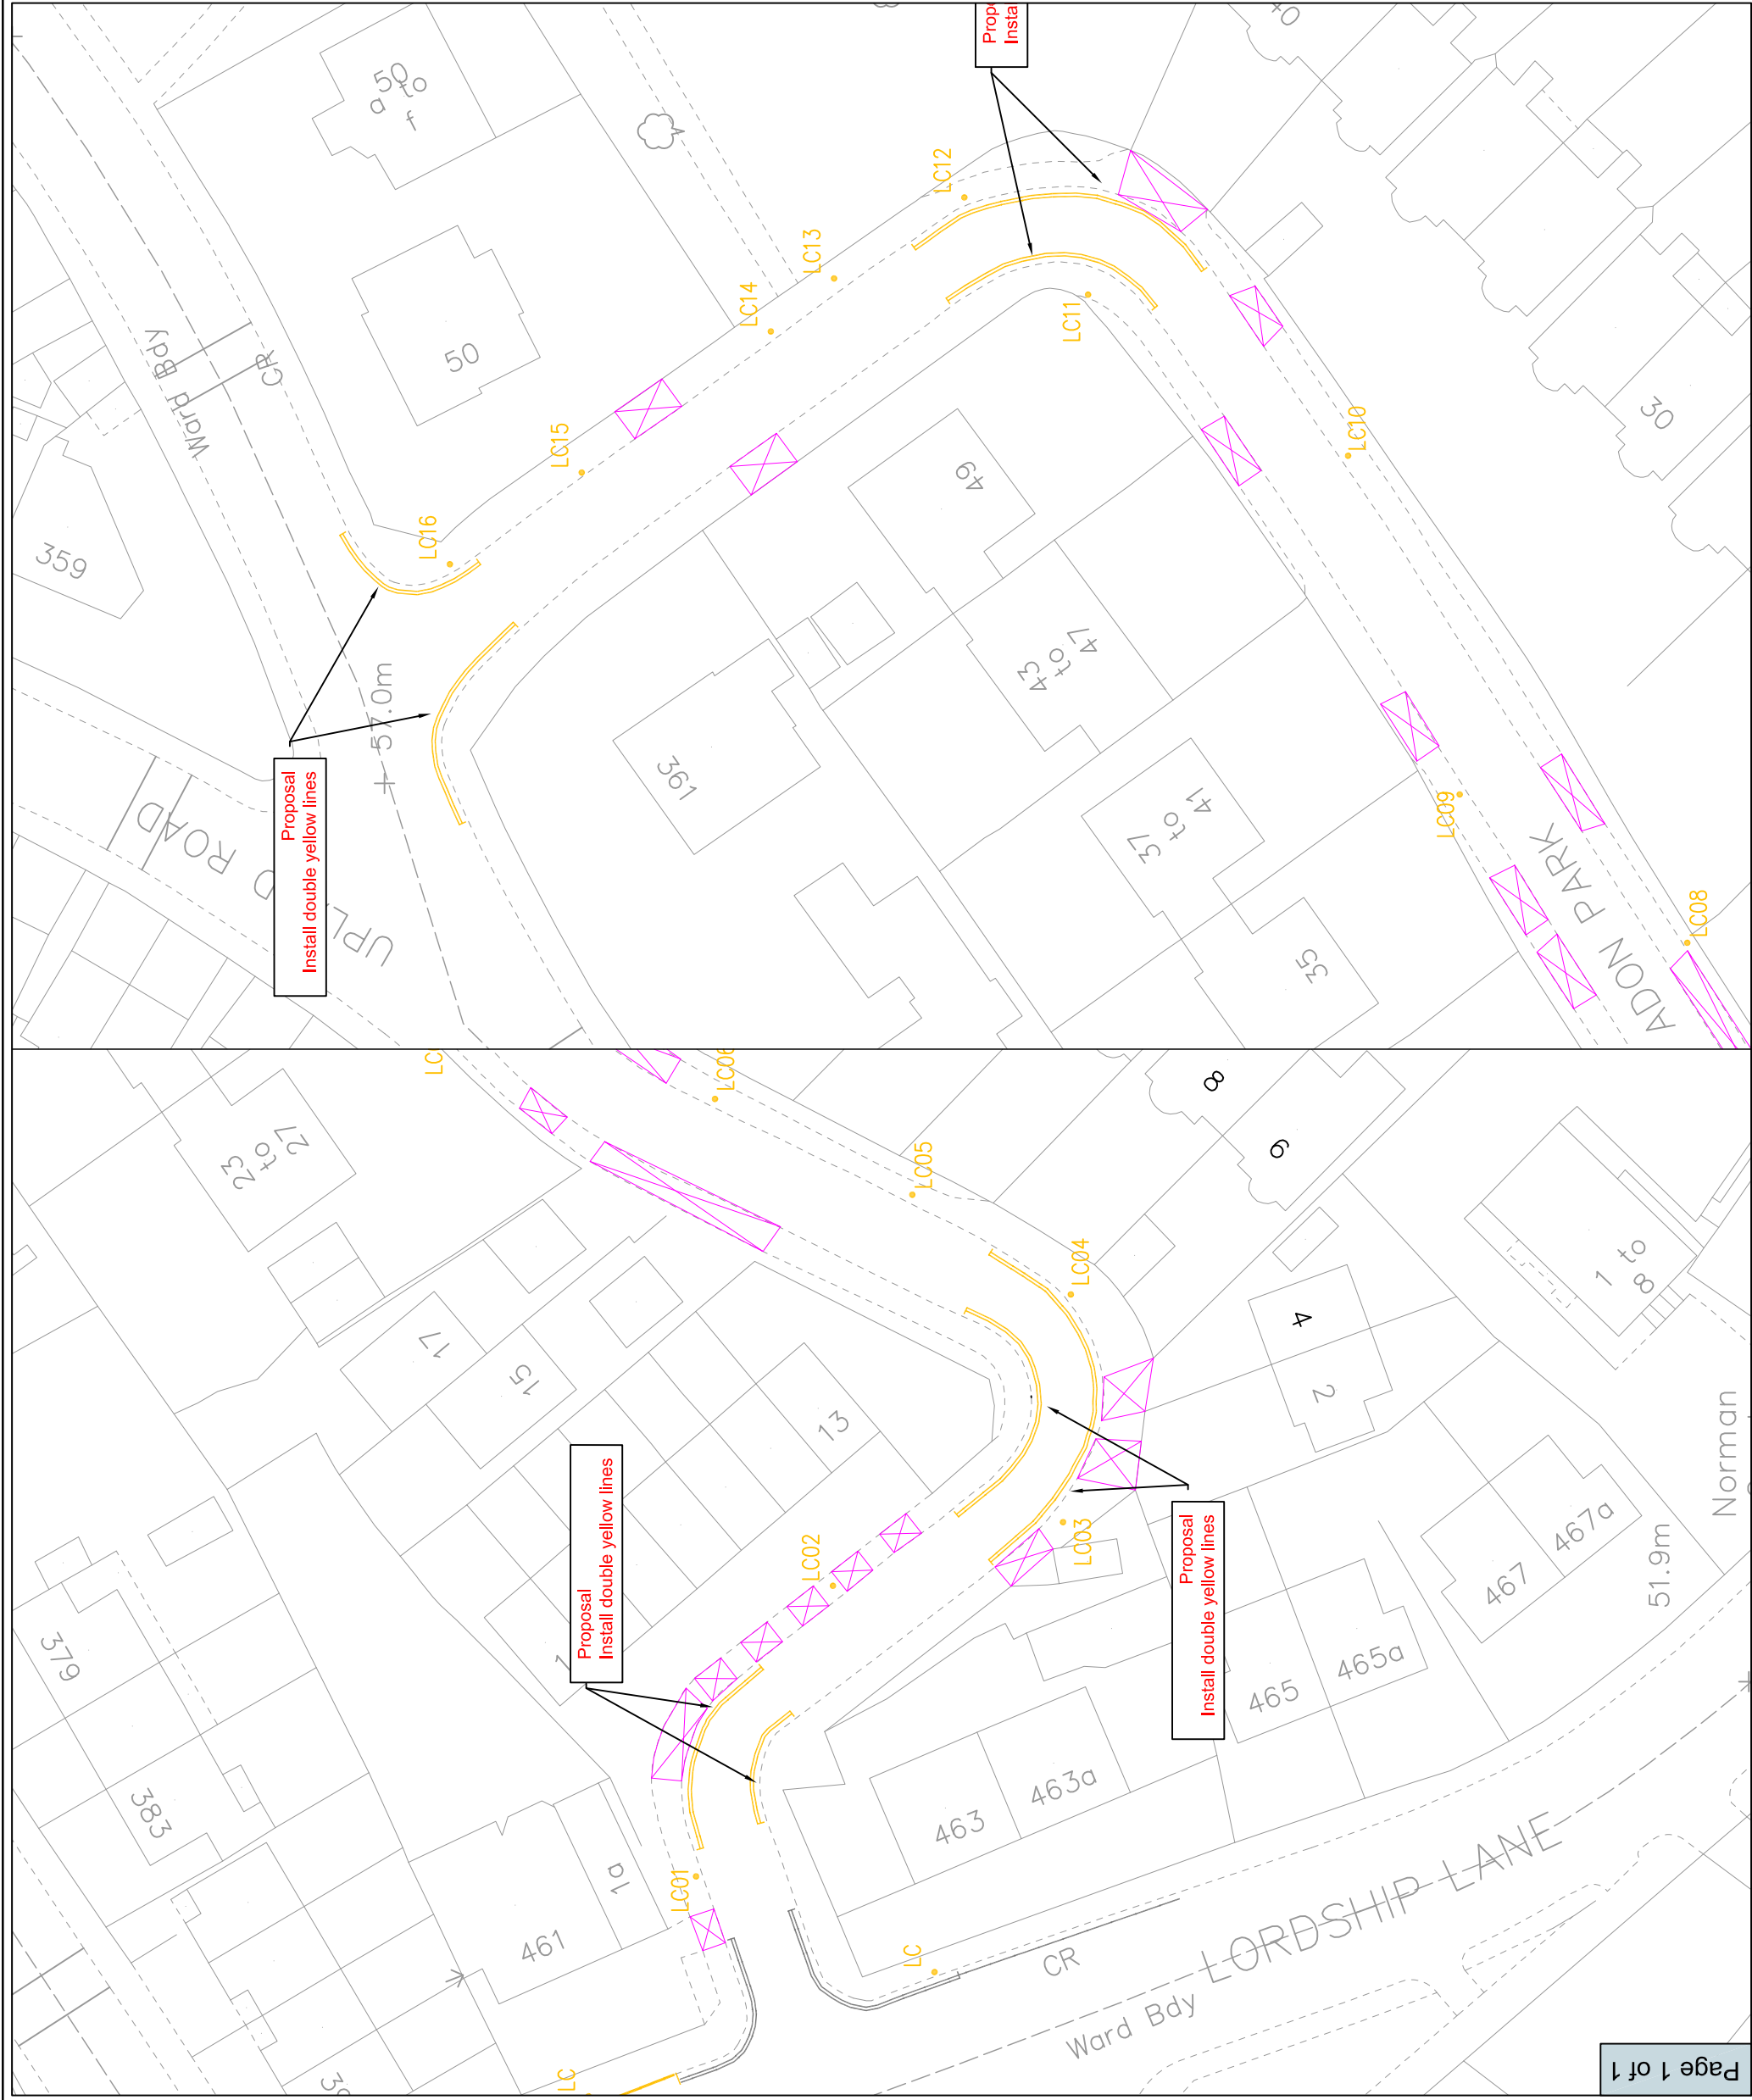 50
a to
f
Propo
Insta
40
Ward Bdy
CR
50
LC12
LC13
LC14
LC11
LC15
LC16
LC10
30
359
49
43
to
47
57.0m
361
37
to
41
LC09
Proposal
Install double yellow lines
ROAD
35
ADON PARK
LC08
LC
LC06
23
to
27
8
6
LC05
LC04
17
15
13
4
2
1 to
8
Proposal
Install double yellow lines
LC02
LC03
Proposal
Install double yellow lines
Norman
51.9m
467
467a
465
465a
379
383
463
463a
1a
LC01
461
LC
CR
LORDSHIP LANE
Ward Bdy
LC
Page 1 of 1